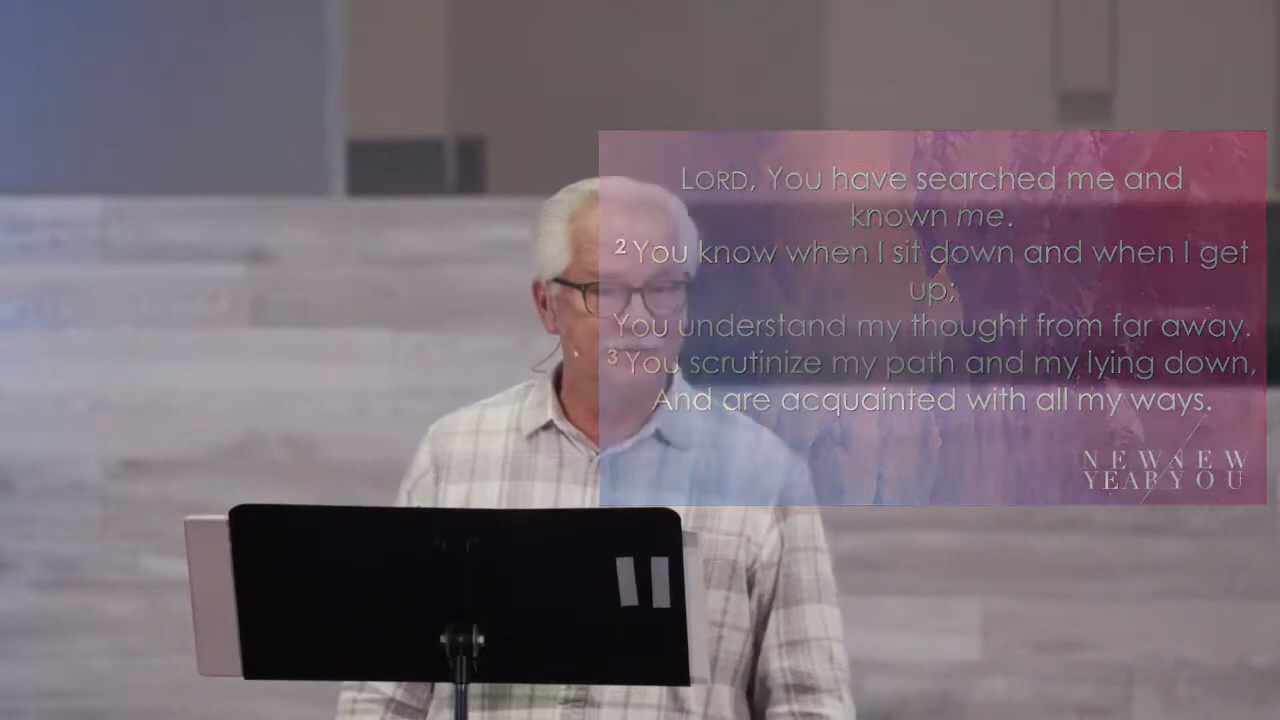 LORD, You have searched me and
known me.
2 You know when I sit down and when I get
up;
You understand my thought from far away.
3 You scrutinize my path and my lying down,
And are acquainted with all my ways.
NEW NEW
YEAR YOU